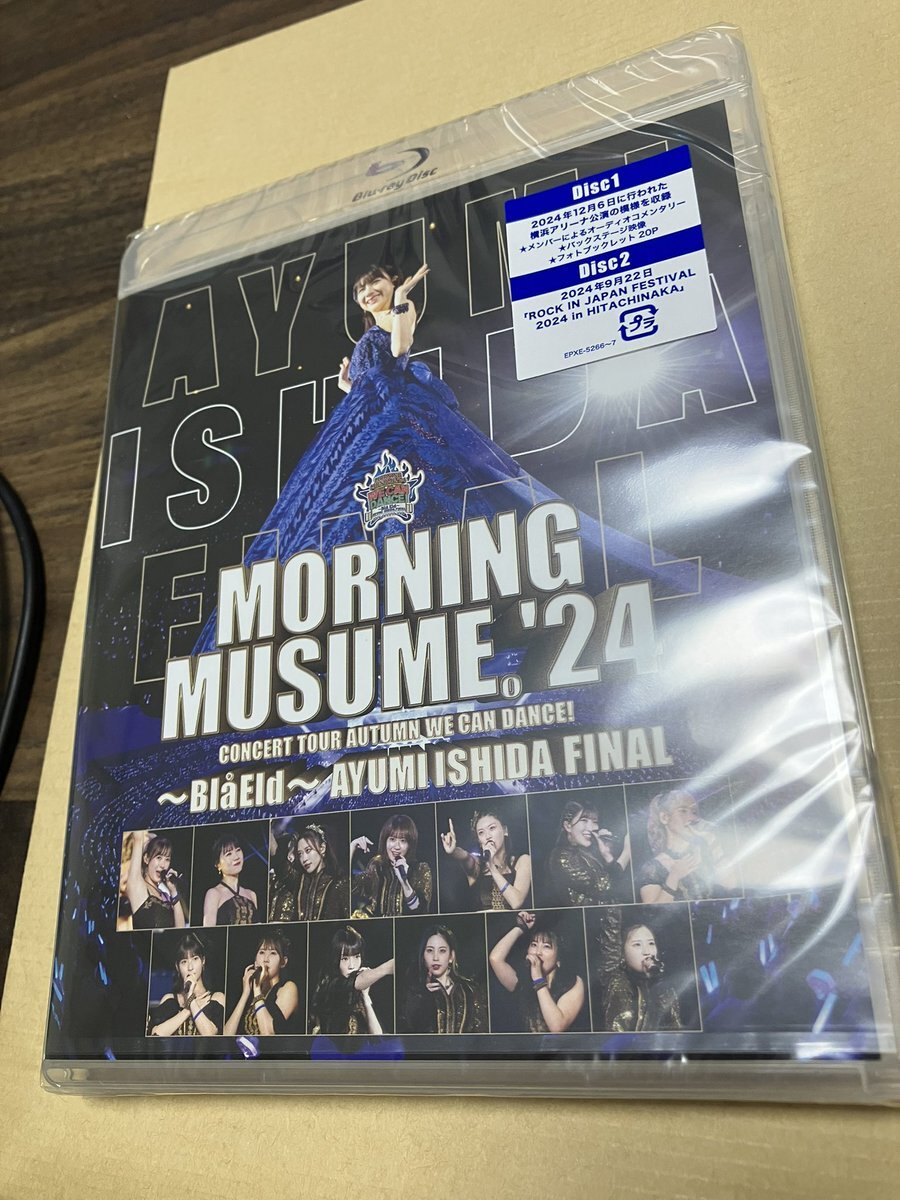 Blu-ray Disc
Disc1
2024年12月6日に行われた
横浜アリーナ公演の模様を収録
★メンバーによるオーディオコメンタリー
★バックステージ映像
★フォトブックレット 20P
Disc2
2024年9月22日
「ROCK IN JAPAN FESTIVAL
2024 in HITACHINAKA」
EPXE-5266~7
AYUMI
ISHIDA
FINAL
WE CAN
DANCE!
MORNING
MUSUME。'24
CONCERT TOUR AUTUMN WE CAN DANCE!
～BlåEld～ AYUMI ISHIDA FINAL